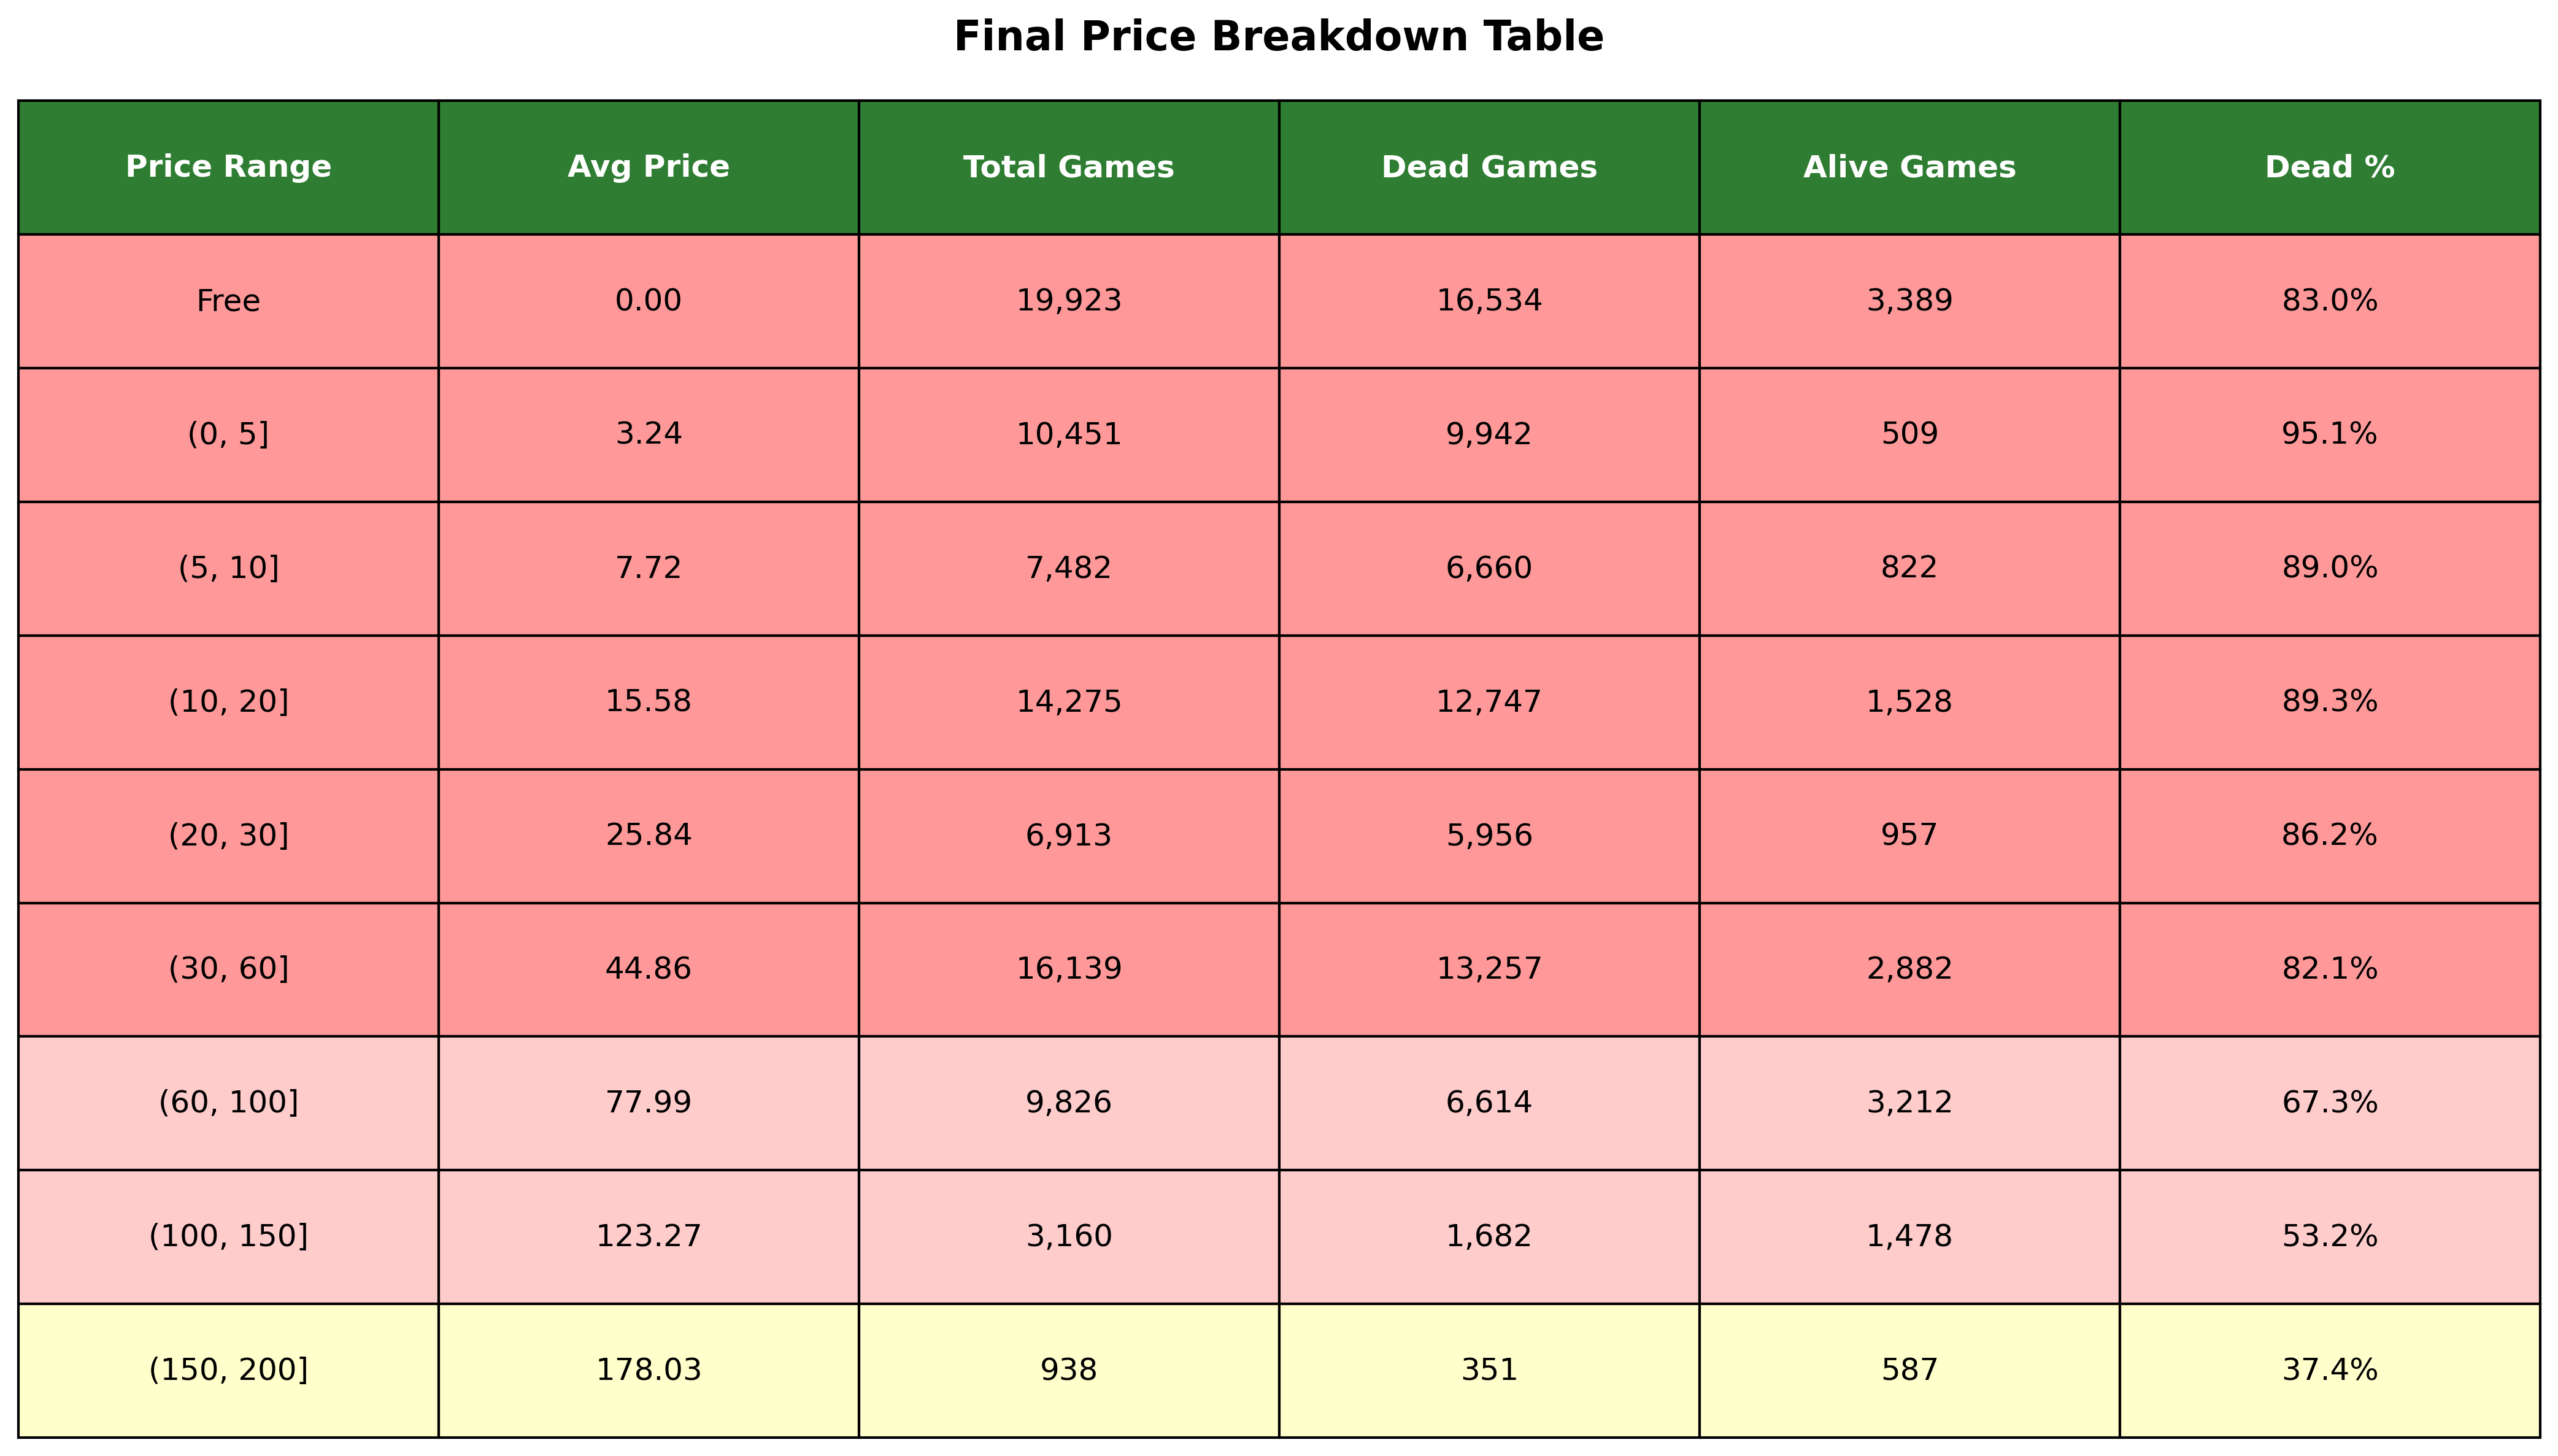 Final Price Breakdown Table
Price Range Avg Price Total Games Dead Games Alive Games Dead %
Free 0.00 19,923 16,534 3,389 83.0%
(0, 5] 3.24 10,451 9,942 509 95.1%
(5, 10] 7.72 7,482 6,660 822 89.0%
(10, 20] 15.58 14,275 12,747 1,528 89.3%
(20, 30] 25.84 6,913 5,956 957 86.2%
(30, 60] 44.86 16,139 13,257 2,882 82.1%
(60, 100] 77.99 9,826 6,614 3,212 67.3%
(100, 150] 123.27 3,160 1,682 1,478 53.2%
(150, 200] 178.03 938 351 587 37.4%